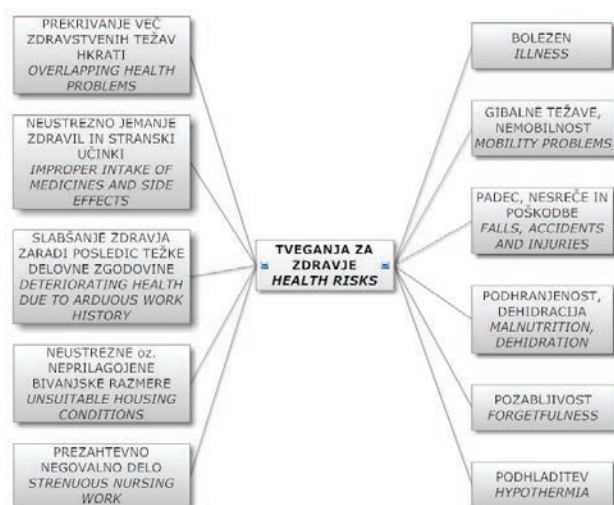 PREKRIVANJE VEČ
ZDRAVSTVENIH TEŽAV
HKRATI
OVERLAPPING HEALTH
PROBLEMS
NEUSTREZNO JEMANJE
ZDRAVIL IN STRANSKI
UČINKI
IMPROPER INTAKE OF
MEDICINES AND SIDE
EFFECTS
SLABŠANJE ZDRAVJA
ZARADI POSLEDIC TEŽKE
DELOVNE ZGODOVINE
DETERIORATING HEALTH
DUE TO ARDUOUS WORK
HISTORY
NEUSTREZNE oz.
NEPRILAGOJENE
BIVANJSKE RAZMERE
UNSUITABLE HOUSING
CONDITIONS
PREZAHTEVNO
NEGOVALNO DELO
STRENUOUS NURSING
WORK
TVEGANJA ZA
ZDRAVJE
HEALTH RISKS
BOLEZEN
ILLNESS
GIBALNE TEŽAVE,
NEMOBILNOST
MOBILITY PROBLEMS
PADEC, NESREČE IN
POŠKODBE
FALLS, ACCIDENTS
AND INJURIES
PODHRANJENOST,
DEHIDRACIJA
MALNUTRITION,
DEHIDRATION
POZABLJIVOST
FORGETFULNESS
PODHLADITEV
HYPOTHERMIA